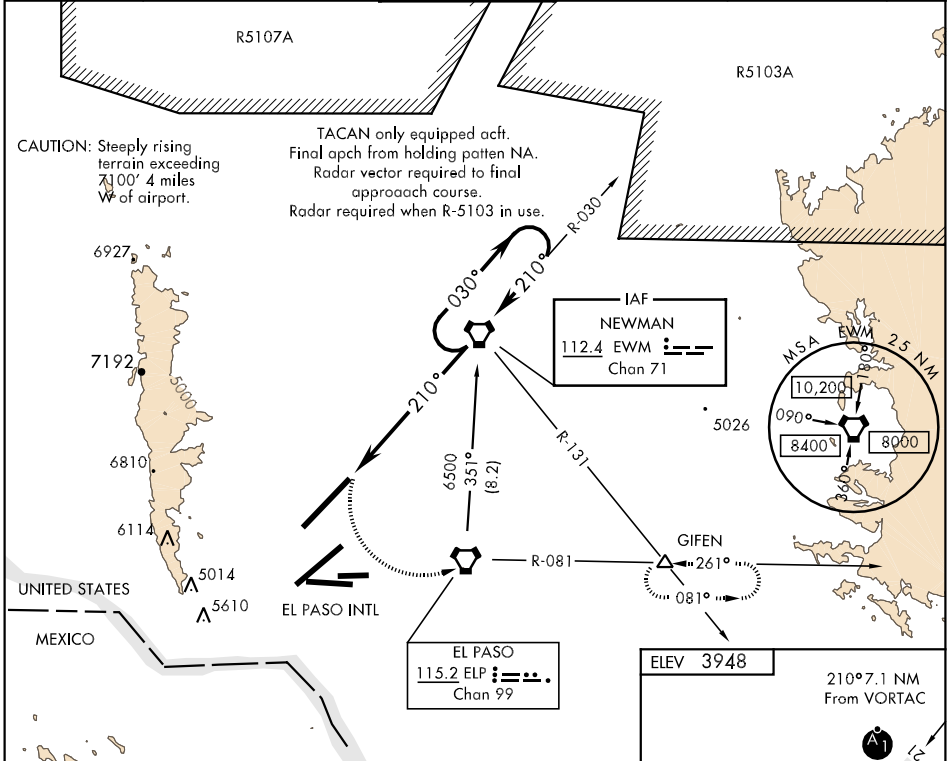 R5107A
R5103A
CAUTION: Steeply rising
terrain exceeding
7100' 4 miles
W of airport.
TACAN only equipped acft.
Final apch from holding patten NA.
Radar vector required to final
approaach course.
Radar required when R-5103 in use.
R-030
6927
030°
210°
IAF
NEWMAN
112.4 EWM
Chan 71
MSA EWM 25 NM
180°
10,200
090°
8400
8000
360°
7192
5000
210°
5026
R-131
6810
6500
351°
(8.2)
6114
GIFEN
R-081
261°
081°
5014
5610
UNITED STATES
MEXICO
EL PASO INTL
EL PASO
115.2 ELP
Chan 99
ELEV 3948
210° 7.1 NM
From VORTAC
A1
21